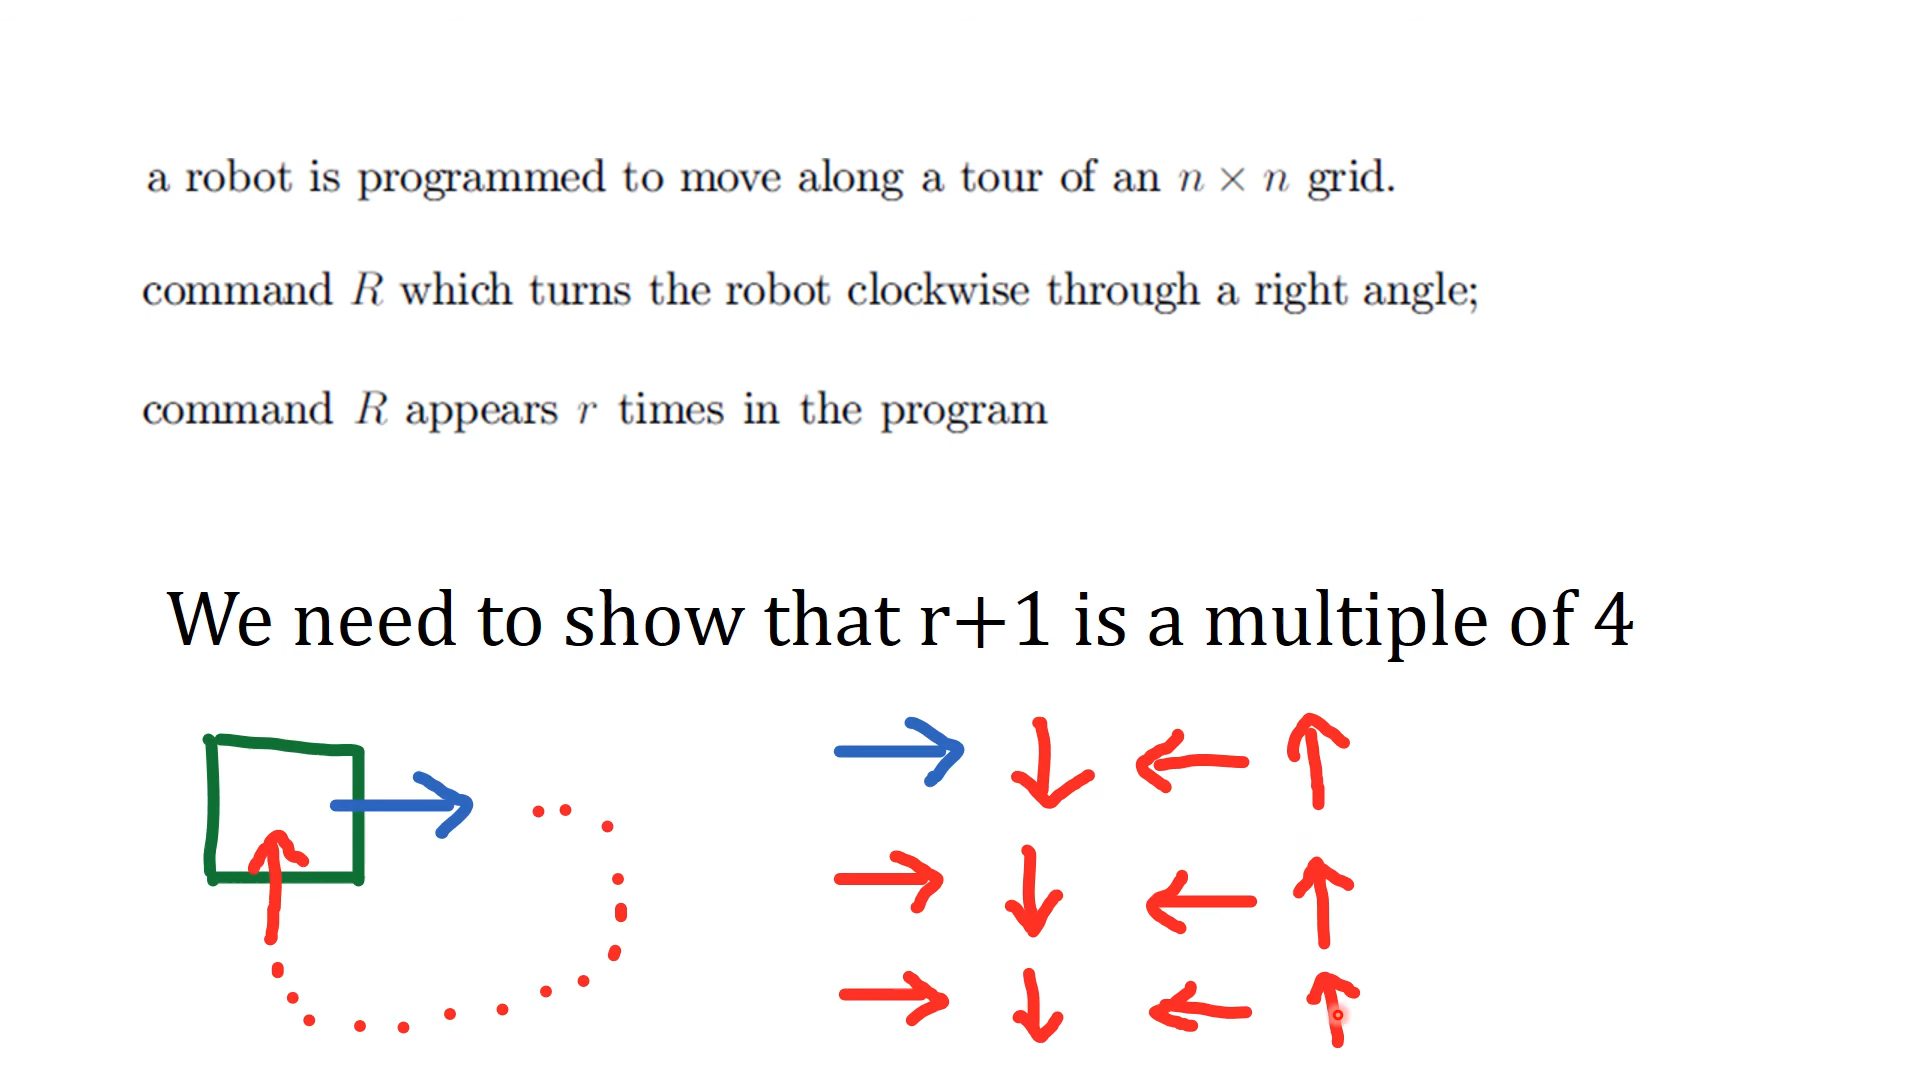 a robot is programmed to move along a tour of an n × n grid.
command R which turns the robot clockwise through a right angle;
command R appears r times in the program
We need to show that r+1 is a multiple of 4